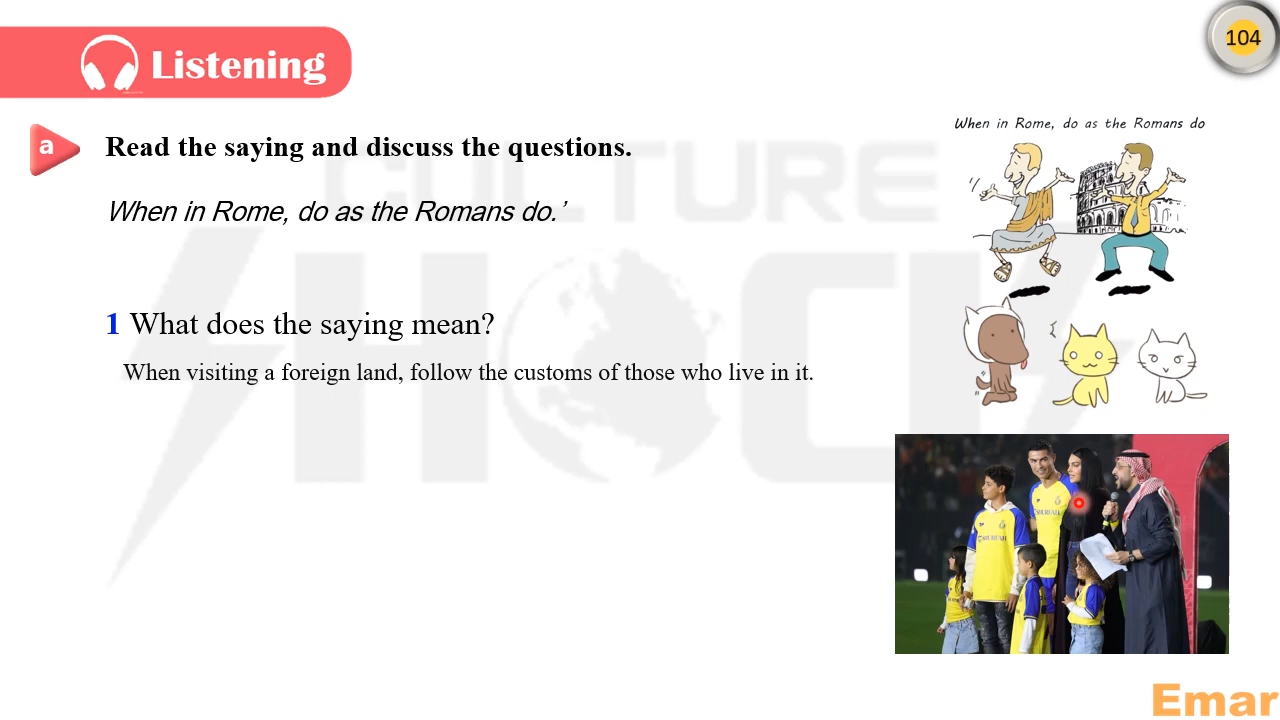 104
Listening
When in Rome, do as the Romans do
a
Read the saying and discuss the questions.
When in Rome, do as the Romans do.’
1 What does the saying mean?
When visiting a foreign land, follow the customs of those who live in it.
CULTURE
SHOCK
Emar